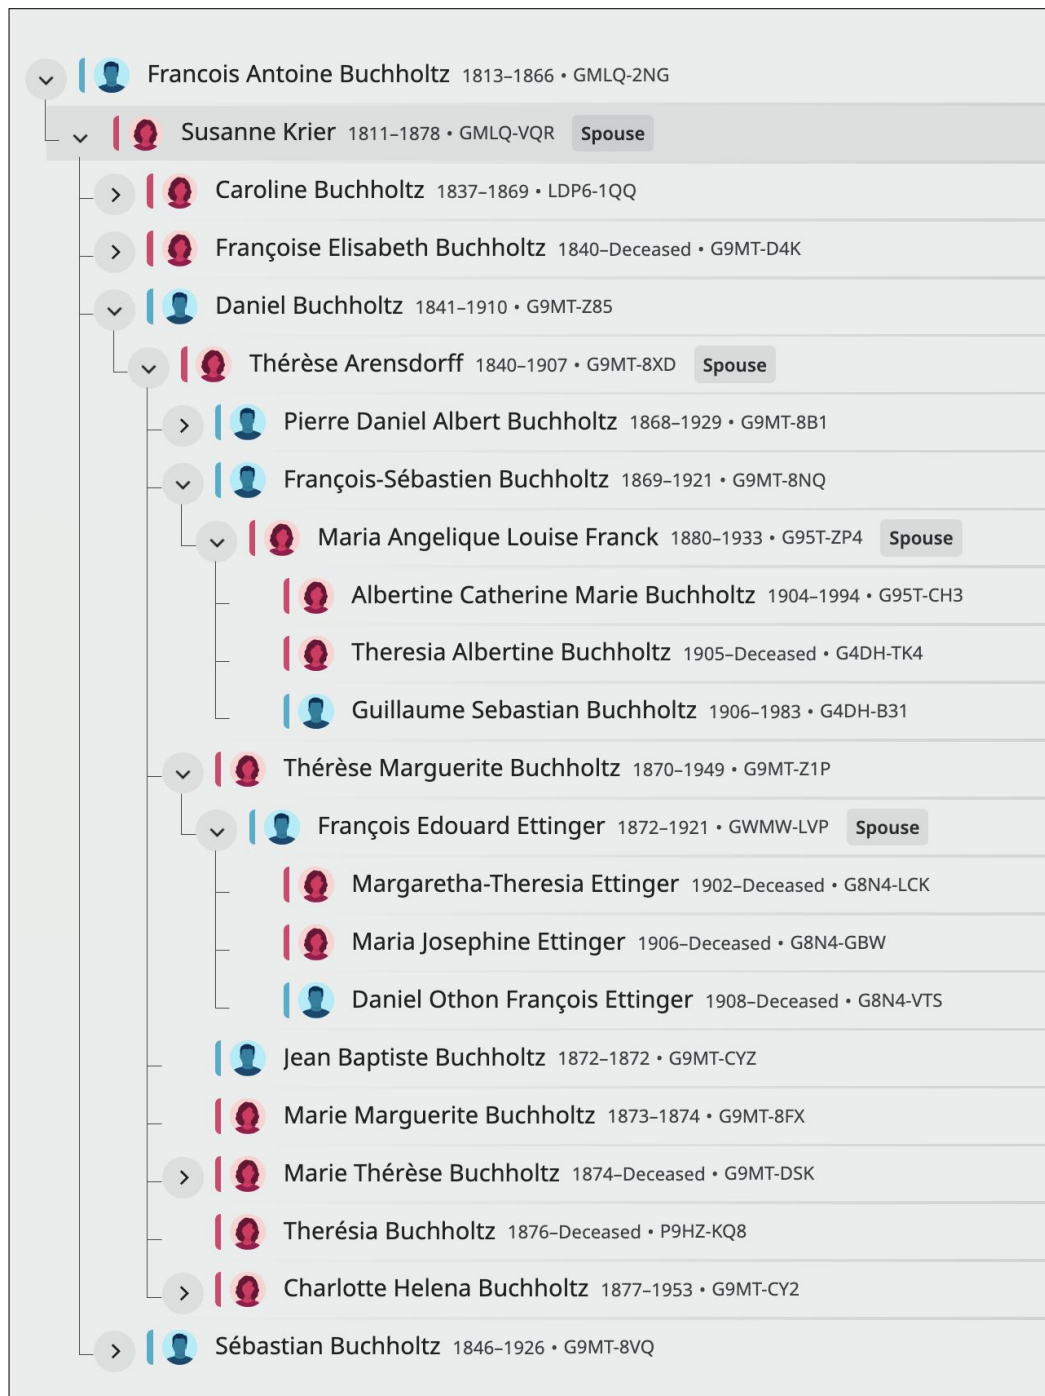 Francois Antoine Buchholtz 1813–1866 • GMLQ-2NG
Susanne Krier 1811–1878 • GMLQ-VQR Spouse
Caroline Buchholtz 1837–1869 • LDP6-1QQ
Françoise Elisabeth Buchholtz 1840–Deceased • G9MT-D4K
Daniel Buchholtz 1841–1910 • G9MT-Z85
Thérèse Arensdorff 1840–1907 • G9MT-8XD Spouse
Pierre Daniel Albert Buchholtz 1868–1929 • G9MT-8B1
François-Sébastien Buchholtz 1869–1921 • G9MT-8NQ
Maria Angelique Louise Franck 1880–1933 • G95T-ZP4 Spouse
Albertine Catherine Marie Buchholtz 1904–1994 • G95T-CH3
Theresia Albertine Buchholtz 1905–Deceased • G4DH-TK4
Guillaume Sebastian Buchholtz 1906–1983 • G4DH-B31
Thérèse Marguerite Buchholtz 1870–1949 • G9MT-Z1P
François Edouard Ettinger 1872–1921 • GWMW-LVP Spouse
Margaretha-Theresia Ettinger 1902–Deceased • G8N4-LCK
Maria Josephine Ettinger 1906–Deceased • G8N4-GBW
Daniel Othon François Ettinger 1908–Deceased • G8N4-VTS
Jean Baptiste Buchholtz 1872–1872 • G9MT-CYZ
Marie Marguerite Buchholtz 1873–1874 • G9MT-8FX
Marie Thérèse Buchholtz 1874–Deceased • G9MT-DSK
Therésia Buchholtz 1876–Deceased • P9HZ-KQ8
Charlotte Helena Buchholtz 1877–1953 • G9MT-CY2
Sébastian Buchholtz 1846–1926 • G9MT-8VQ